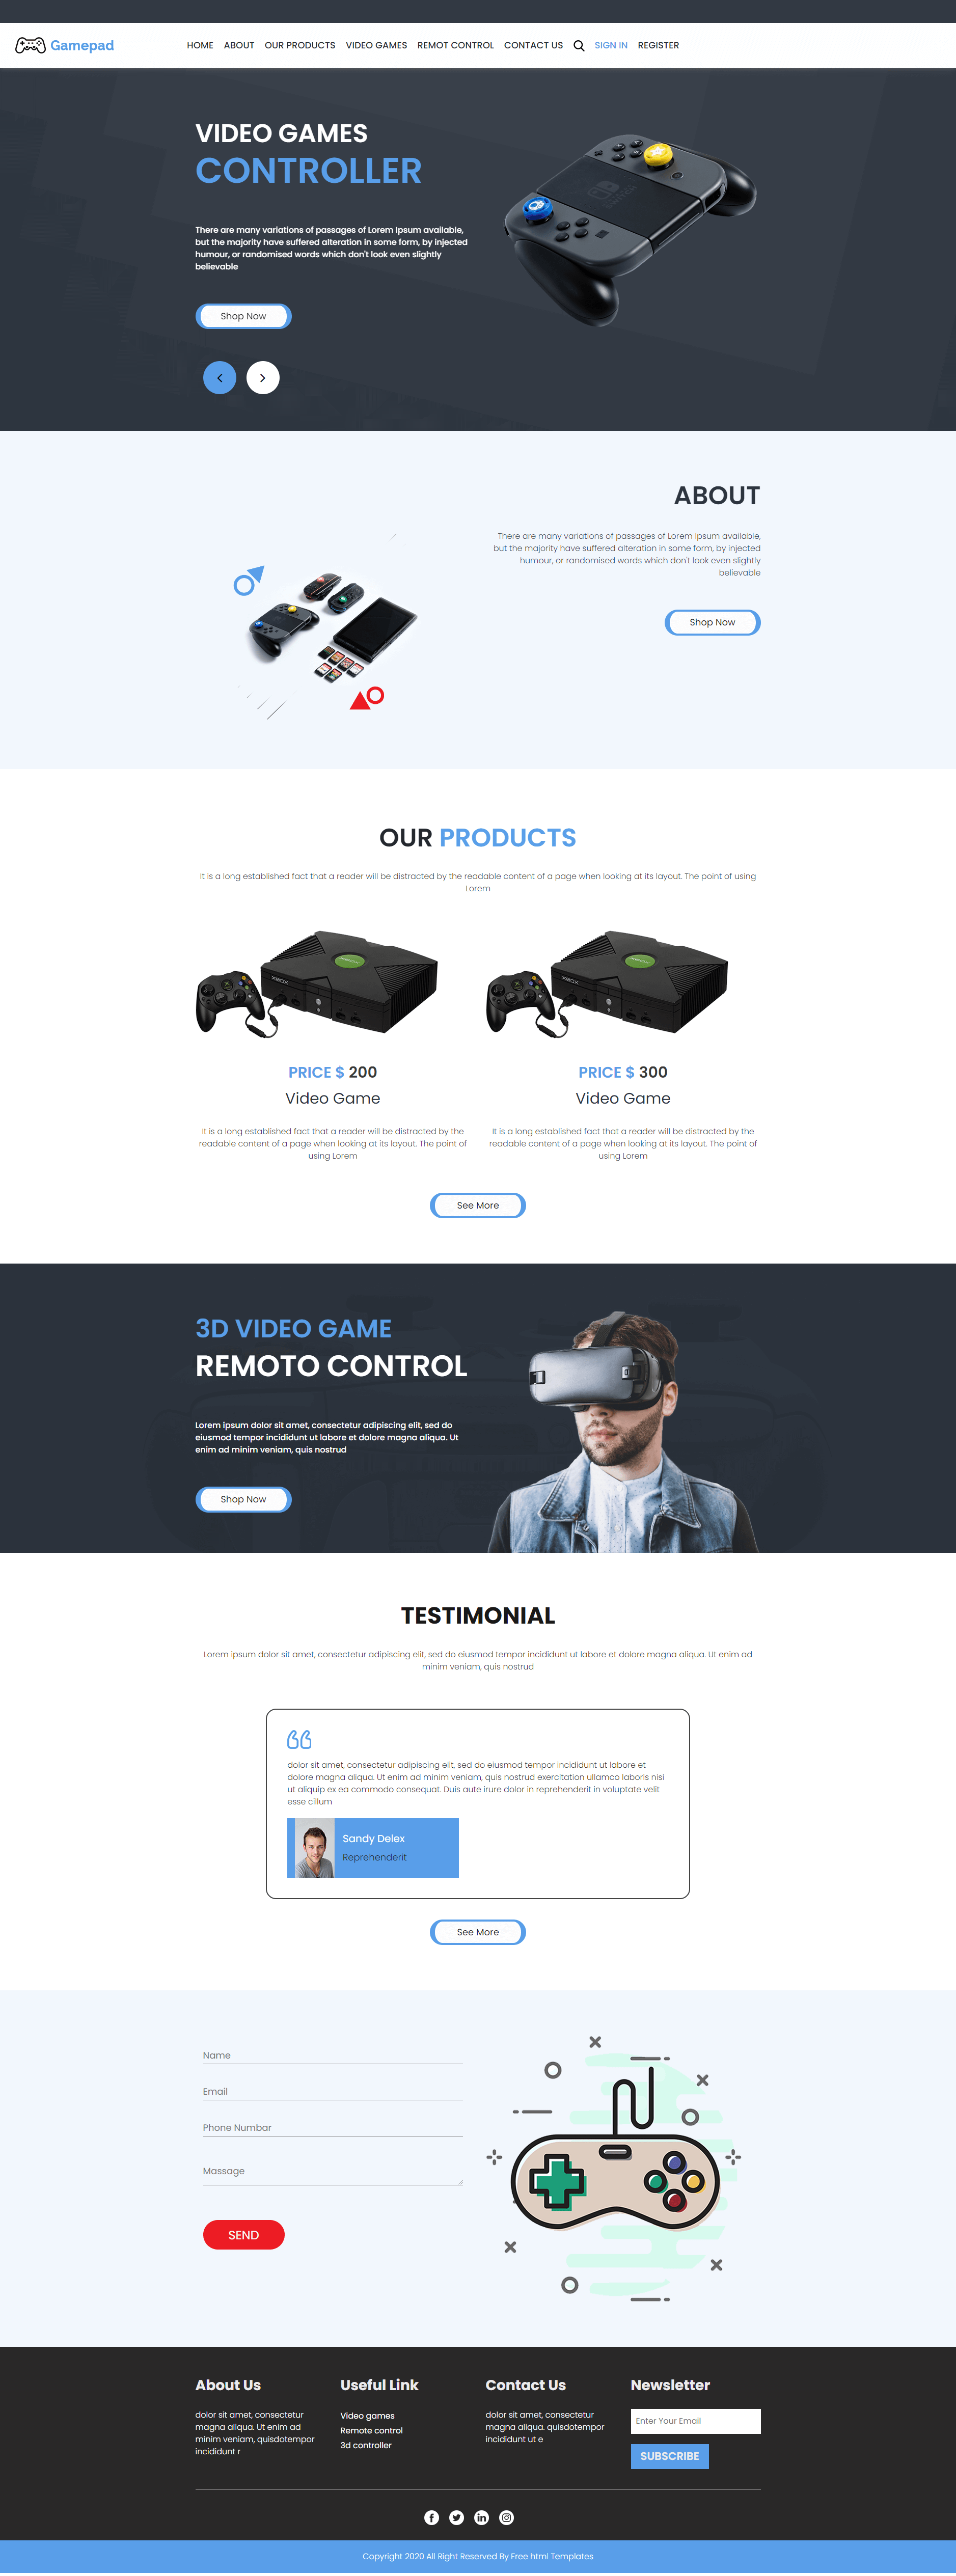 Gamepad
HOME ABOUT OUR PRODUCTS VIDEO GAMES REMOT CONTROL CONTACT US SIGN IN REGISTER
VIDEO GAMES
CONTROLLER
There are many variations of passages of Lorem Ipsum available,
but the majority have suffered alteration in some form, by injected
humour, or randomised words which don't look even slightly
believable
Shop Now
ABOUT
There are many variations of passages of Lorem Ipsum available,
but the majority have suffered alteration in some form, by injected
humour, or randomised words which don't look even slightly
believable
Shop Now
OUR PRODUCTS
It is a long established fact that a reader will be distracted by the readable content of a page when looking at its layout. The point of using
Lorem
XBOX
PRICE $ 200
Video Game
It is a long established fact that a reader will be distracted by the
readable content of a page when looking at its layout. The point of
using Lorem
XBOX
PRICE $ 300
Video Game
It is a long established fact that a reader will be distracted by the
readable content of a page when looking at its layout. The point of
using Lorem
See More
3D VIDEO GAME
REMOTO CONTROL
Lorem ipsum dolor sit amet, consectetur adipiscing elit, sed do
eiusmod tempor incididunt ut labore et dolore magna aliqua. Ut
enim ad minim veniam, quis nostrud
Shop Now
TESTIMONIAL
Lorem ipsum dolor sit amet, consectetur adipiscing elit, sed do eiusmod tempor incididunt ut labore et dolore magna aliqua. Ut enim ad
minim veniam, quis nostrud
dolor sit amet, consectetur adipiscing elit, sed do eiusmod tempor incididunt ut labore et
dolore magna aliqua. Ut enim ad minim veniam, quis nostrud exercitation ullamco laboris nisi
ut aliquip ex ea commodo consequat. Duis aute irure dolor in reprehenderit in voluptate velit
esse cillum
Sandy Delex
Reprehenderit
See More
Name
Email
Phone Numbar
Massage
SEND
About Us
dolor sit amet, consectetur
magna aliqua. Ut enim ad
minim veniam, quisdotempor
incididunt r
Useful Link
Video games
Remote control
3d controller
Contact Us
dolor sit amet, consectetur
magna aliqua. quisdotempor
incididunt ut e
Newsletter
Enter Your Email
SUBSCRIBE
Copyright 2020 All Right Reserved By Free html Templates